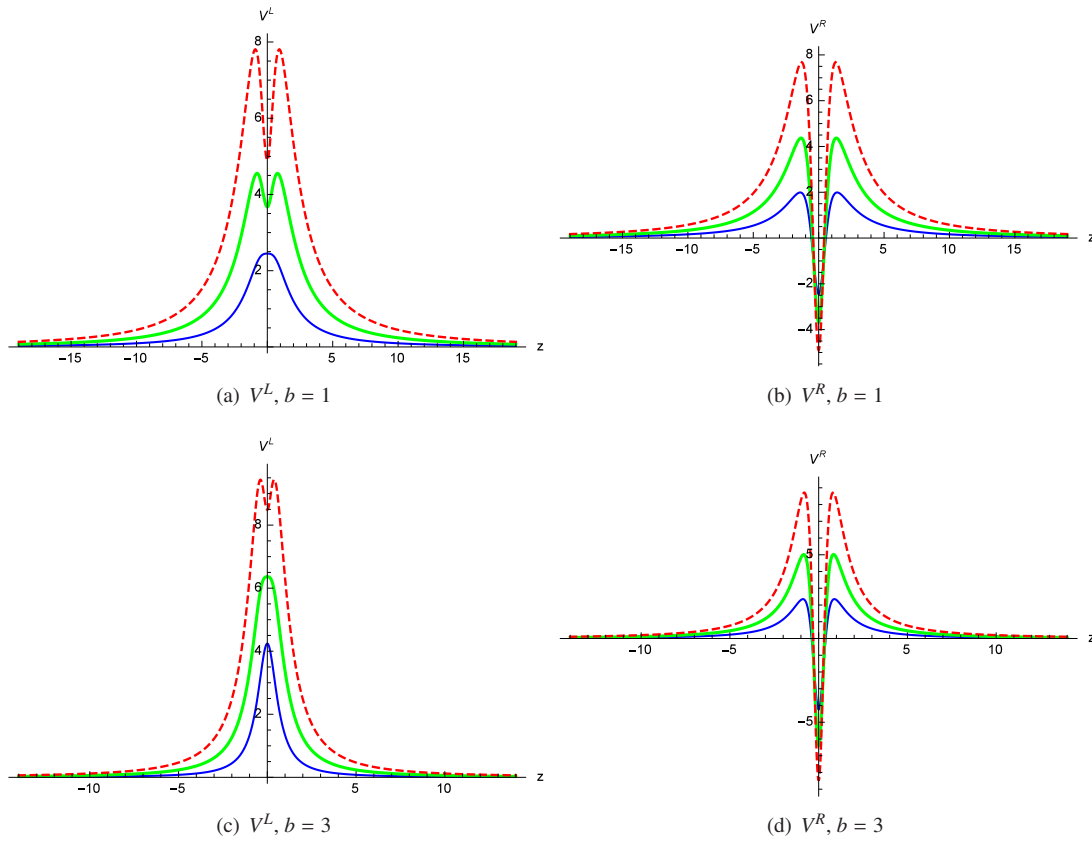 V^L
8
6
4
2
−15 −10 −5 5 10 15 z
(a) V^L, b = 1
V^R
8
6
4
2
−15 −10 −5 5 10 15 z
−2
−4
(b) V^R, b = 1
V^L
8
6
4
2
−10 −5 5 10 z
(c) V^L, b = 3
V^R
5
−10 −5 5 10 z
−5
(d) V^R, b = 3